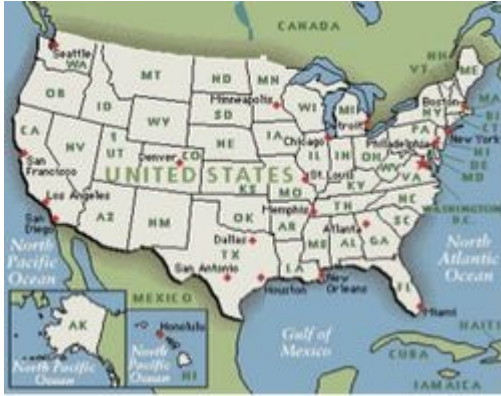 CANADA
Seattle
WA
MT
ND
MN
NH
VT
ME
OR
ID
SD
Minneapolis
WI
MI
Boston
MA
NY
WY
IA
Chicago
Detroit
PA
New York
CA
NV
UT
Denver
CO
NE
IL
IN
OH
Philadelphia
NJ
DE
MD
San
Francisco
UNITED STATES
KS
MO
St. Louis
KY
VA
WASHINGTON
D.C.
Los Angeles
AZ
NM
OK
AR
Memphis
TN
NC
SC
San
Diego
Dallas
TX
MS
AL
GA
Atlanta
North
Pacific
Ocean
San Antonio
LA
Houston
New
Orleans
FL
Miami
North
Atlantic
Ocean
MEXICO
Gulf of
Mexico
CUBA
HAITI
JAMAICA
AK
North Pacific
Ocean
Honolulu
North
Pacific
Ocean
HI